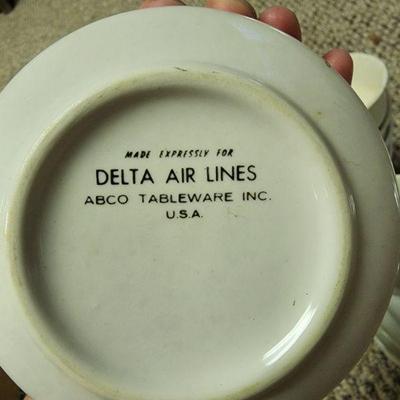 MADE EXPRESSLY FOR
DELTA AIR LINES
ABCO TABLEWARE INC.
U.S.A.